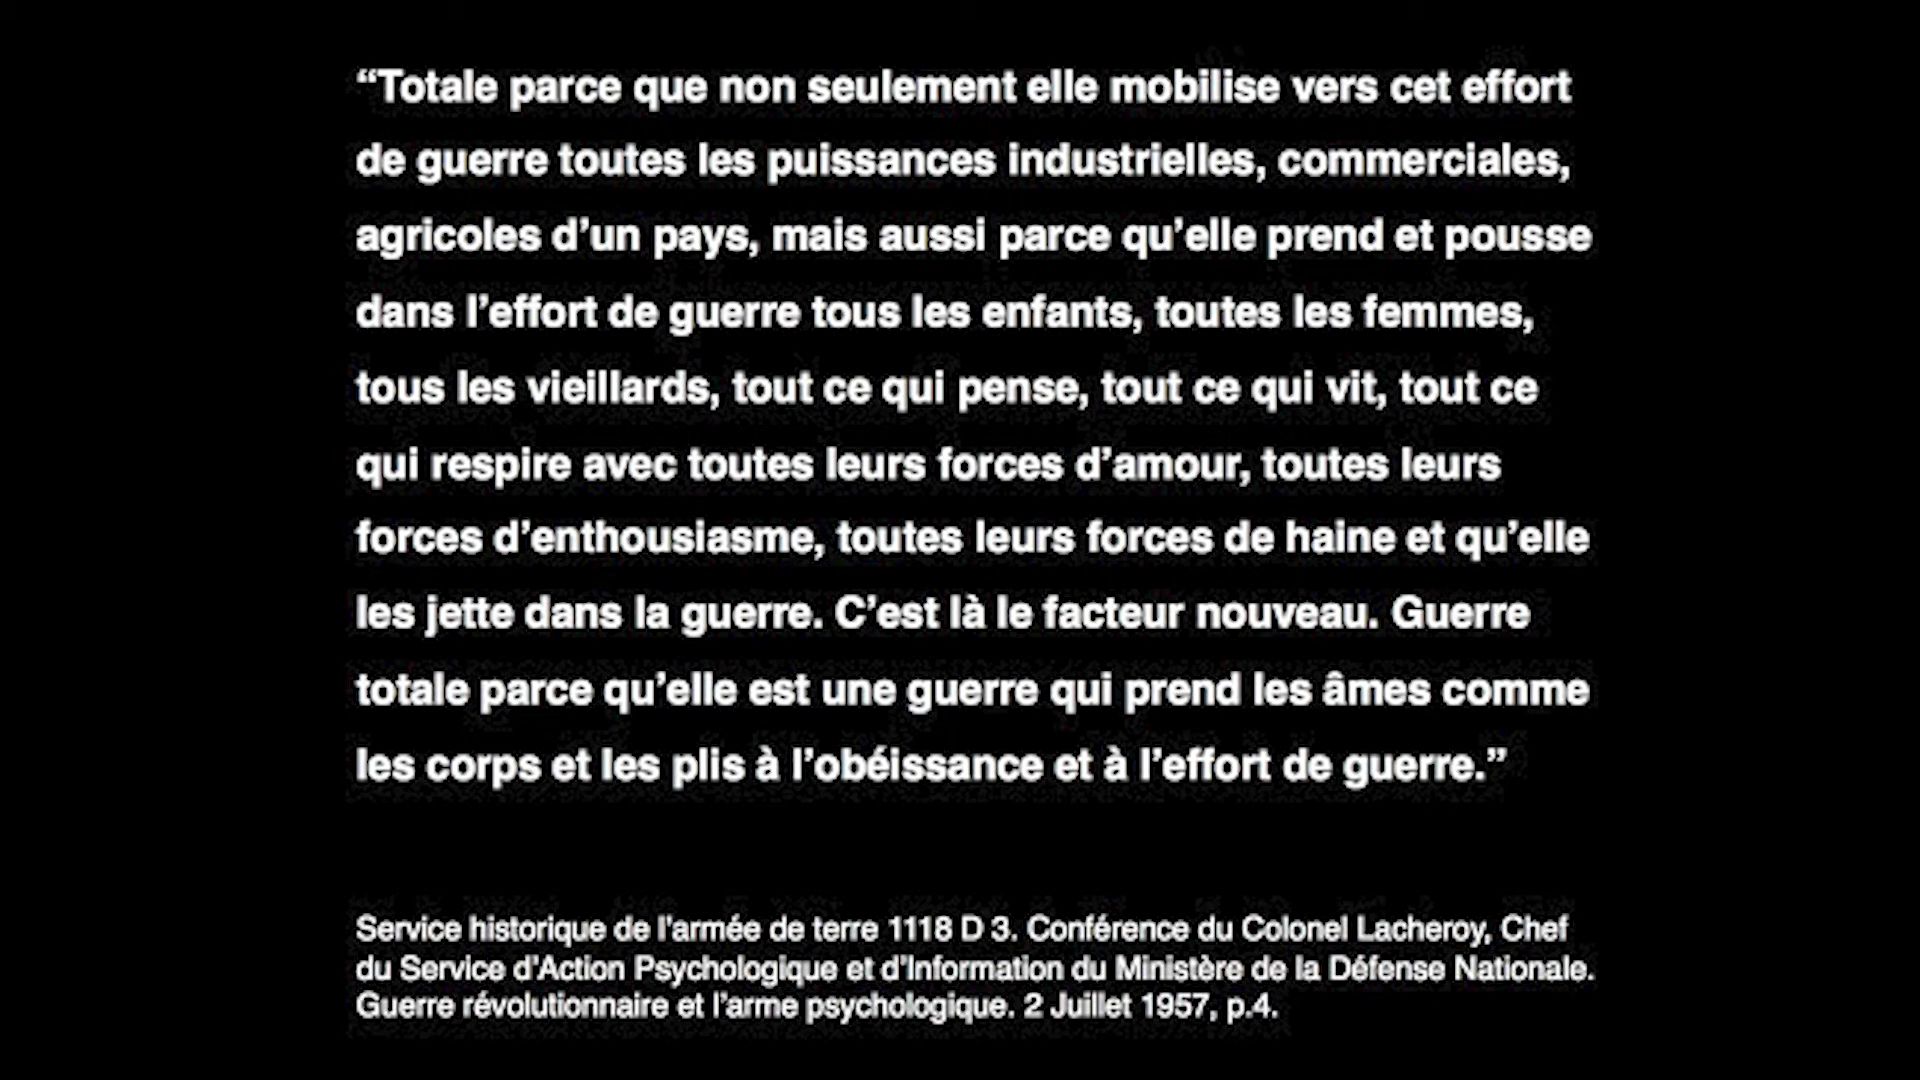 “Totale parce que non seulement elle mobilise vers cet effort
de guerre toutes les puissances industrielles, commerciales,
agricoles d’un pays, mais aussi parce qu’elle prend et pousse
dans l’effort de guerre tous les enfants, toutes les femmes,
tous les vieillards, tout ce qui pense, tout ce qui vit, tout ce
qui respire avec toutes leurs forces d’amour, toutes leurs
forces d’enthousiasme, toutes leurs forces de haine et qu’elle
les jette dans la guerre. C’est là le facteur nouveau. Guerre
totale parce qu’elle est une guerre qui prend les âmes comme
les corps et les plis à l’obéissance et à l’effort de guerre.”
Service historique de l’armée de terre 1118 D 3. Conférence du Colonel Lacheroy, Chef
du Service d’Action Psychologique et d’Information du Ministère de la Défense Nationale.
Guerre révolutionnaire et l’arme psychologique. 2 Juillet 1957, p.4.